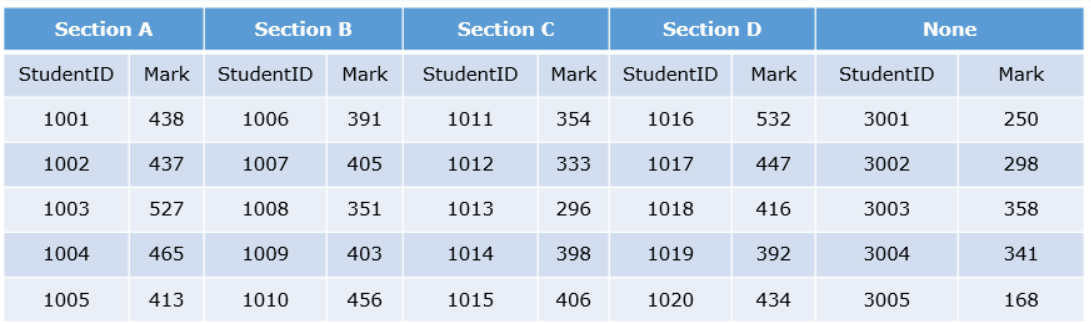 Section A Section B Section C Section D None
StudentID Mark StudentID Mark StudentID Mark StudentID Mark StudentID Mark
1001 438 1006 391 1011 354 1016 532 3001 250
1002 437 1007 405 1012 333 1017 447 3002 298
1003 527 1008 351 1013 296 1018 416 3003 358
1004 465 1009 403 1014 398 1019 392 3004 341
1005 413 1010 456 1015 406 1020 434 3005 168